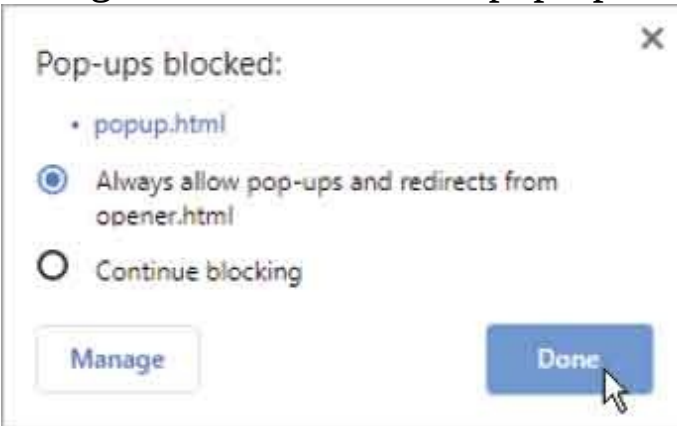 Pop-ups blocked:
• popup.html
Always allow pop-ups and redirects from
opener.html
Continue blocking
Manage
Done